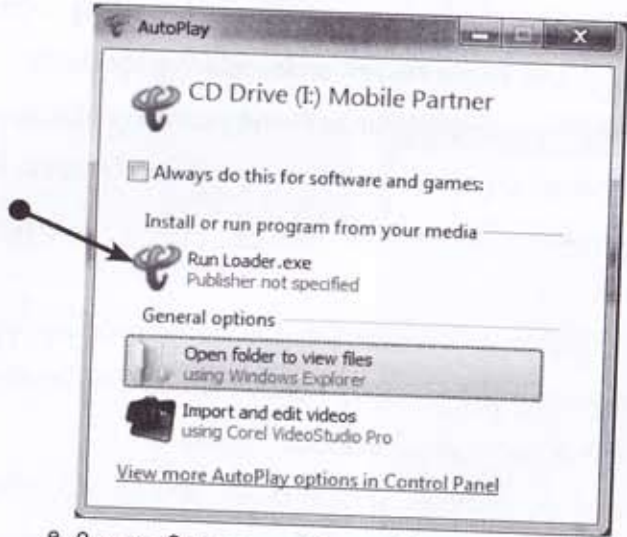 AutoPlay
CD Drive (I:) Mobile Partner
Always do this for software and games:
Install or run program from your media
Run Loader.exe
Publisher not specified
General options
Open folder to view files
using Windows Explorer
Import and edit videos
using Corel VideoStudio Pro
View more AutoPlay options in Control Panel